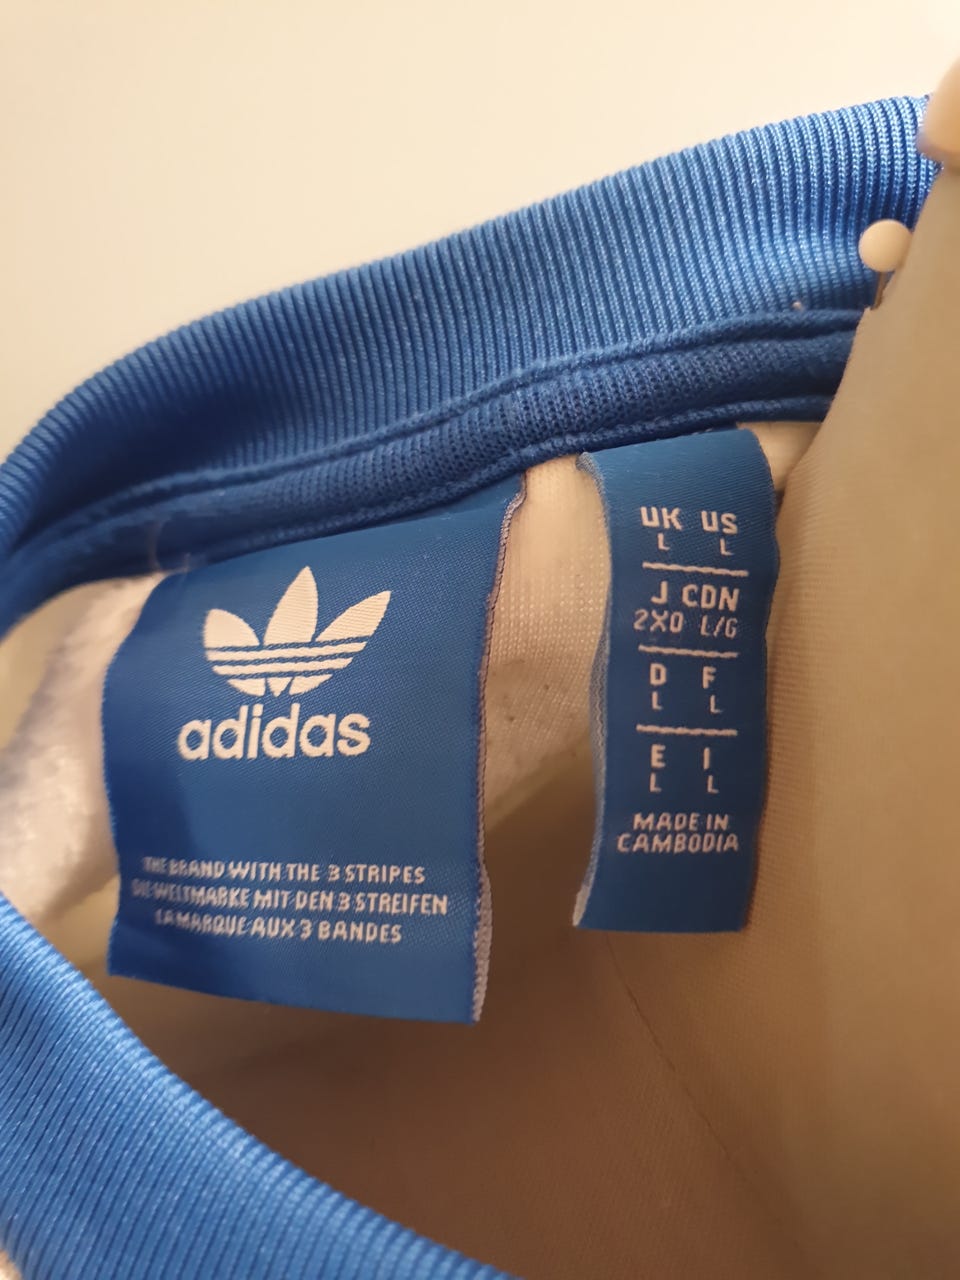 adidas
THE BRAND WITH THE 3 STRIPES
DIE WELTMARKE MIT DEN 3 STREIFEN
LA MARQUE AUX 3 BANDES
UK US
L L
J CDN
2XO L/G
D F
L L
E I
L L
MADE IN
CAMBODIA